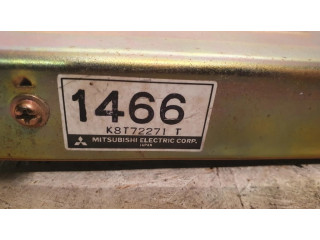 1466
K8T72271 T
MITSUBISHI ELECTRIC CORP.
JAPAN